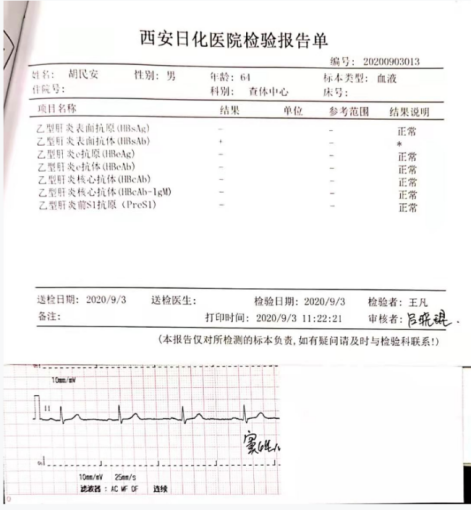 西安日化医院检验报告单
编号: 20200903013
姓名: 胡民安 性别: 男 年龄: 64 标本类型: 血液
住院号: 科别: 查体中心 床号:
项目名称 结果 单位 参考范围 结果说明
乙型肝炎表面抗原(HBsAg) - - 正常
乙型肝炎表面抗体(HBsAb) + - *
乙型肝炎e抗原(HBeAg) - - 正常
乙型肝炎e抗体(HBeAb) - - 正常
乙型肝炎核心抗体(HBcAb) - - 正常
乙型肝炎核心抗体(HBcAb-IgM) - - 正常
乙型肝炎前S1抗原 (PreS1) - - 正常
送检日期: 2020/9/3 送检医生: 检验日期: 2020/9/3 检验者: 王凡
备注: 打印时间: 2020/9/3 11:22:21 审核者:
(本报告仅对所检测的标本负责,如有疑问请及时与检验科联系!)
10mm/mV
II
10mm/mV 25mm/s
滤波器 : AC MF DF 连续